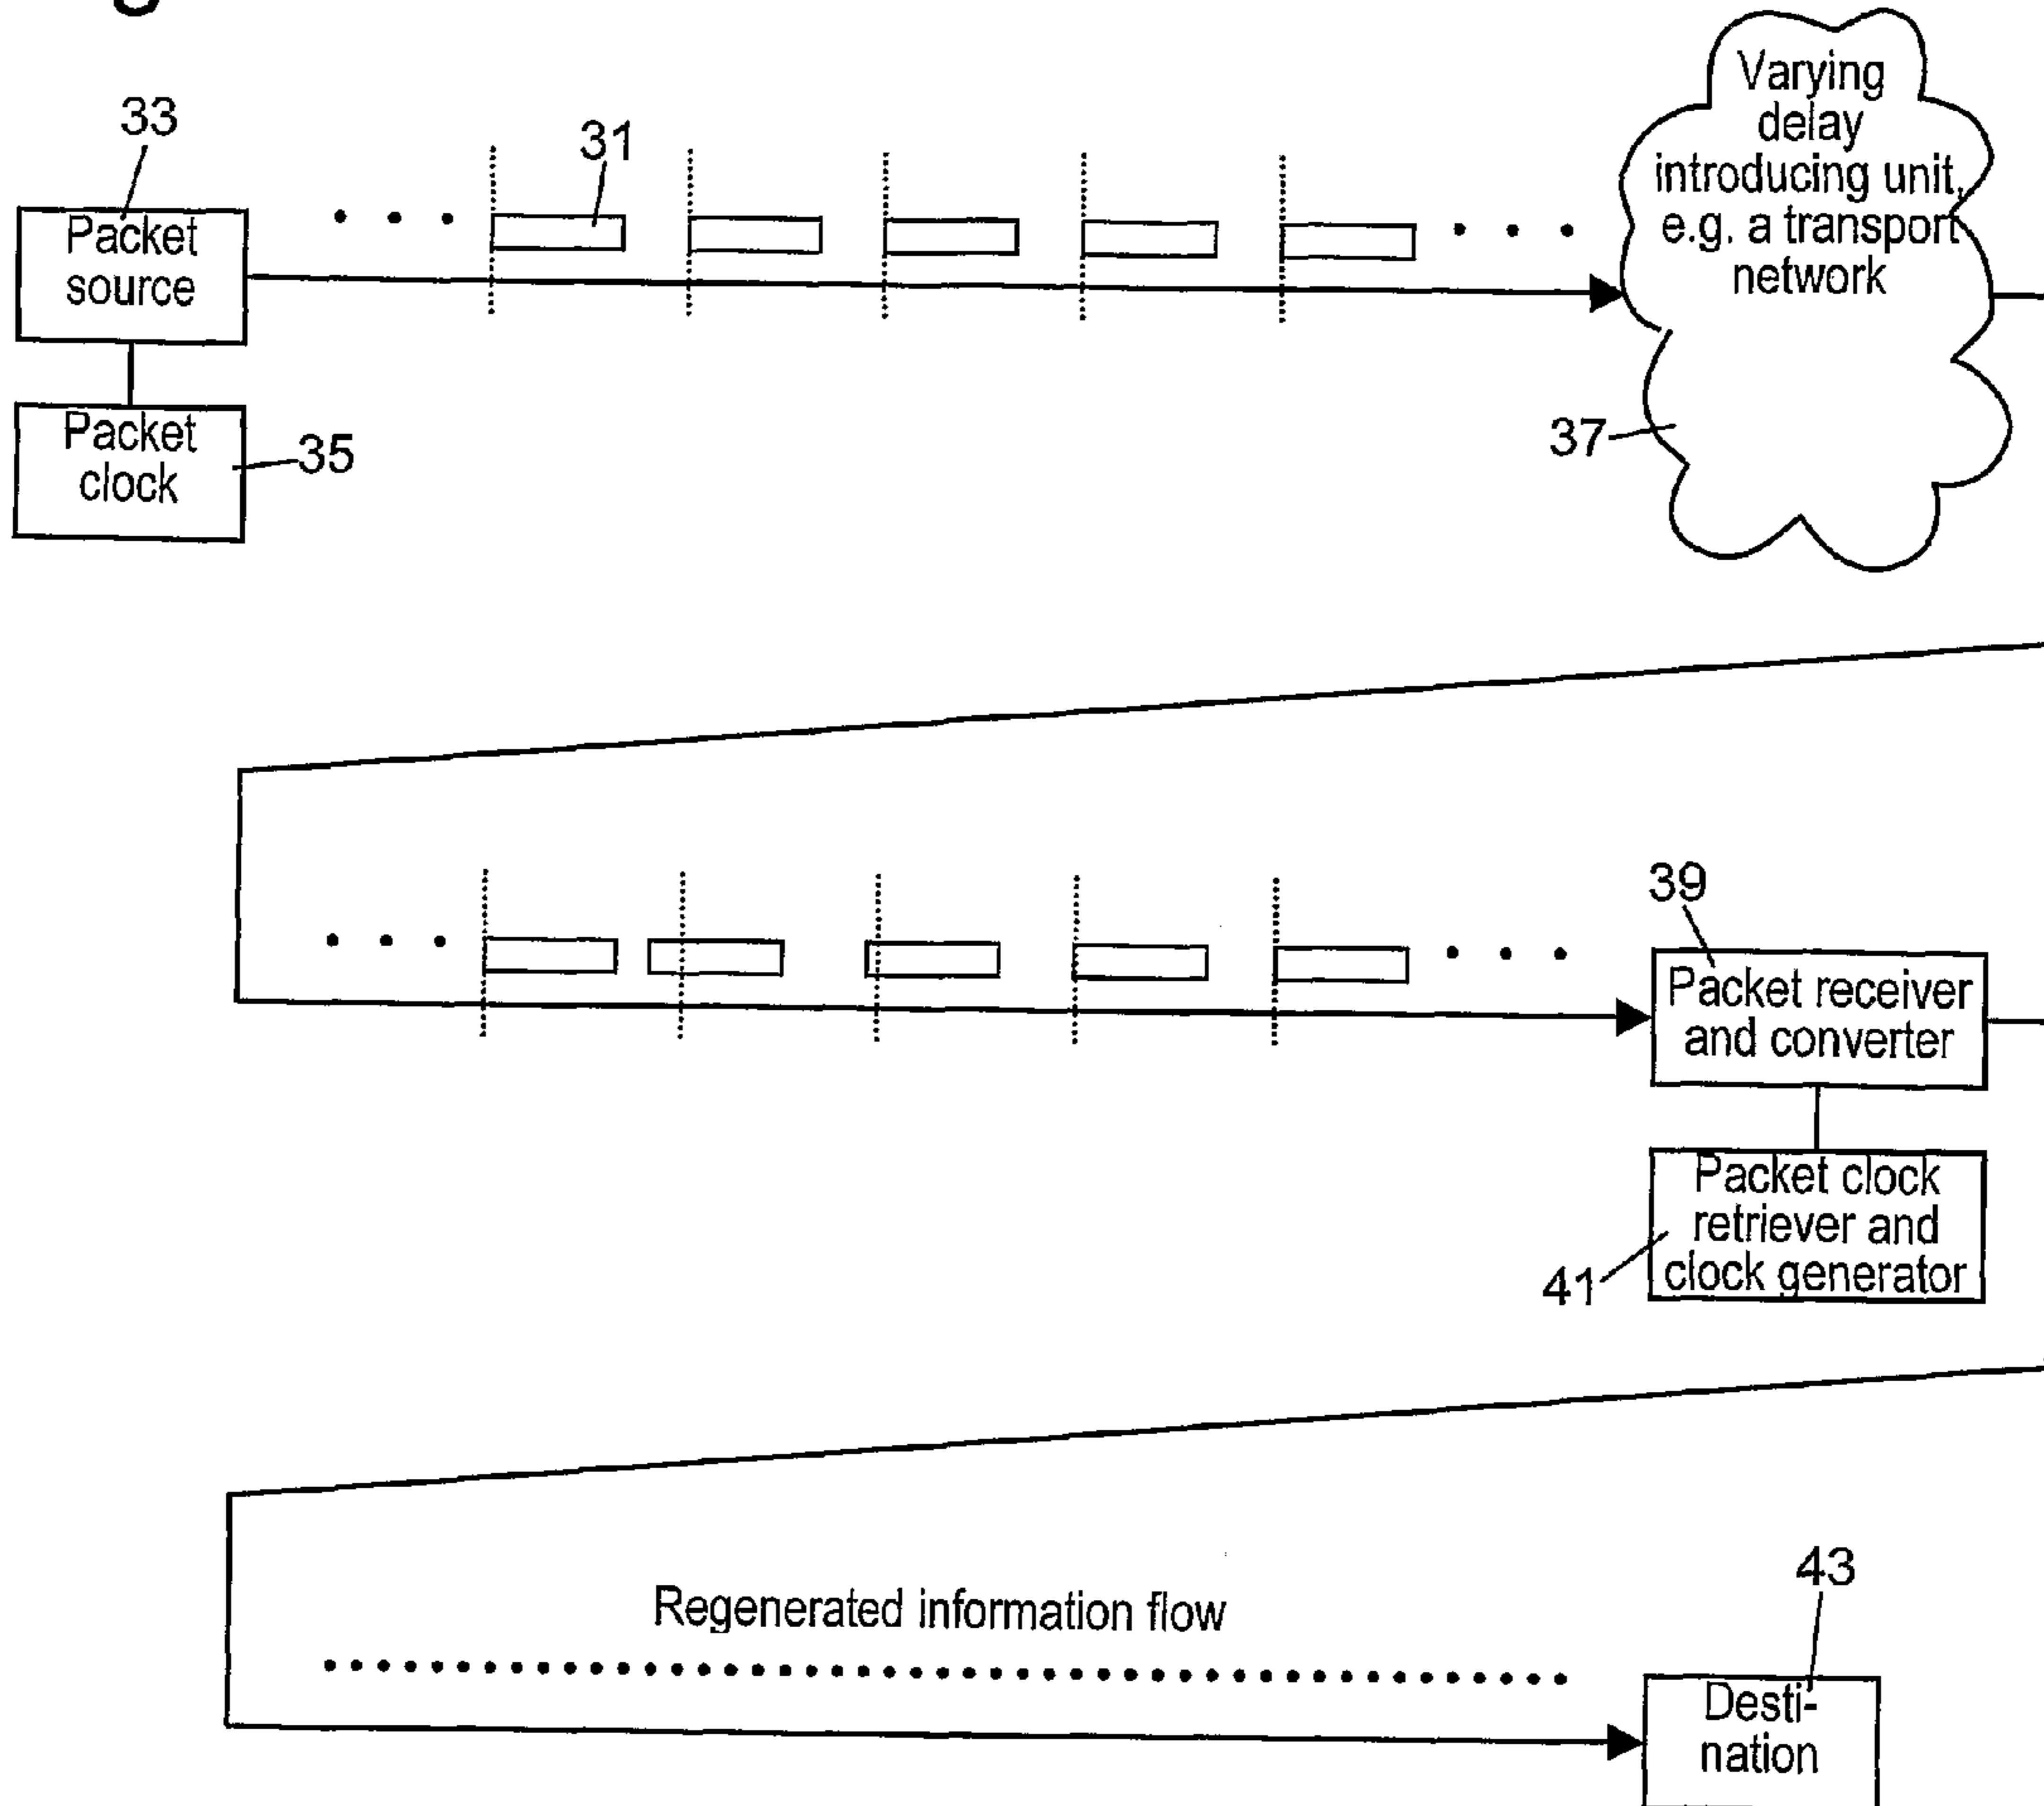 33
31
Packet
source
Varying
delay
introducing unit,
e.g. a transport
network
Packet
clock
35
37
39
Packet receiver
and converter
Packet clock
retriever and
clock generator
41
Regenerated information flow
43
Desti-
nation